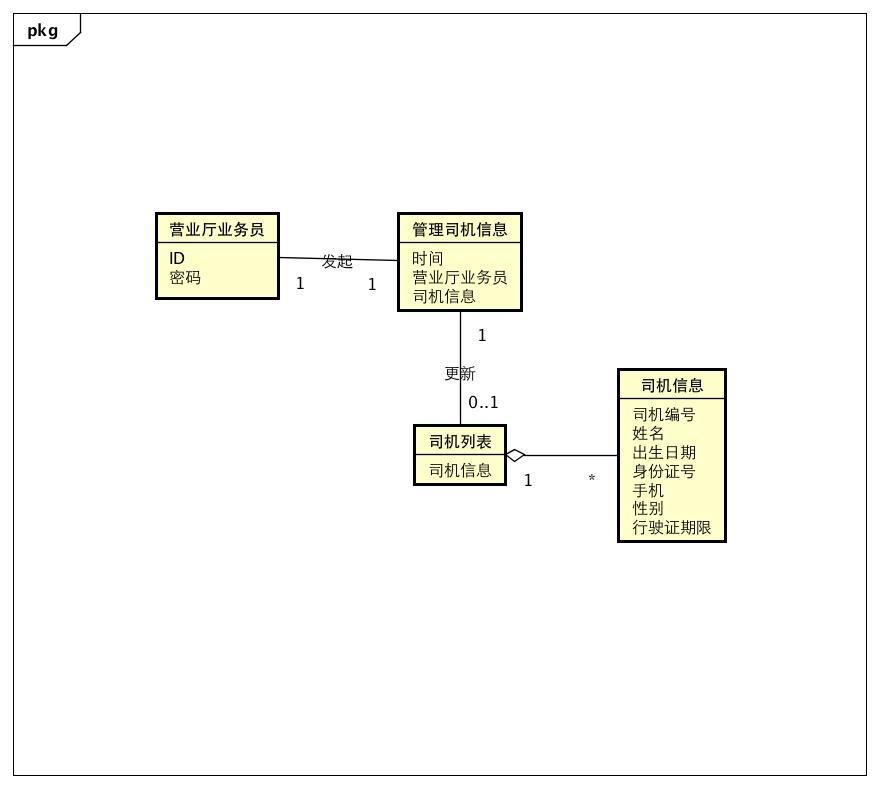 pkg
营业厅业务员
ID
密码
发起
1
1
管理司机信息
时间
营业厅业务员
司机信息
1
更新
0..1
司机列表
司机信息
1
*
司机信息
司机编号
姓名
出生日期
身份证号
手机
性别
行驶证期限